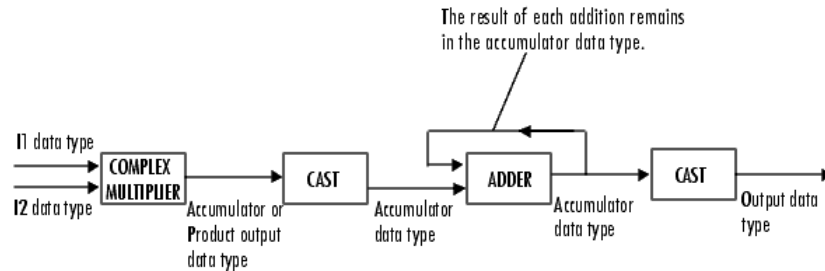 The result of each addition remains
in the accumulator data type.
I1 data type
I2 data type
COMPLEX
MULTIPLIER
Accumulator or
Product output
data type
CAST
Accumulator
data type
ADDER
Accumulator
data type
CAST
Output data
type